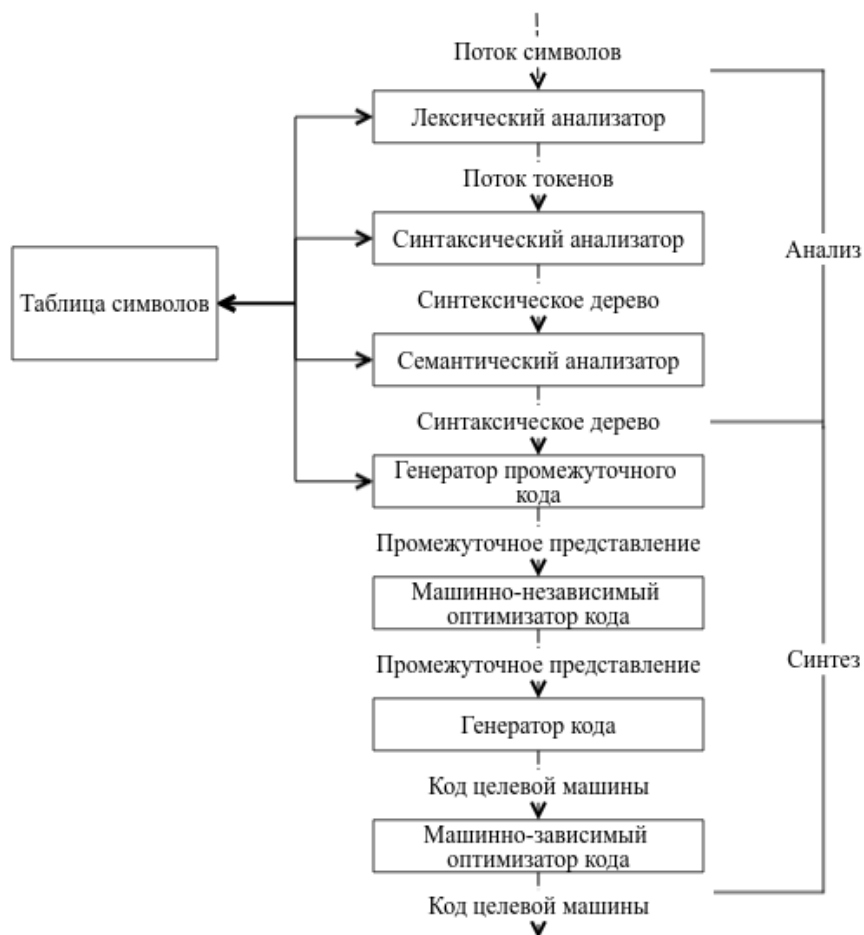 Поток символов
Лексический анализатор
Поток токенов
Синтаксический анализатор
Анализ
Таблица символов
Синтексическое дерево
Семантический анализатор
Синтаксическое дерево
Генератор промежуточного
кода
Промежуточное представление
Машинно-независимый
оптимизатор кода
Промежуточное представление
Синтез
Генератор кода
Код целевой машины
Машинно-зависимый
оптимизатор кода
Код целевой машины